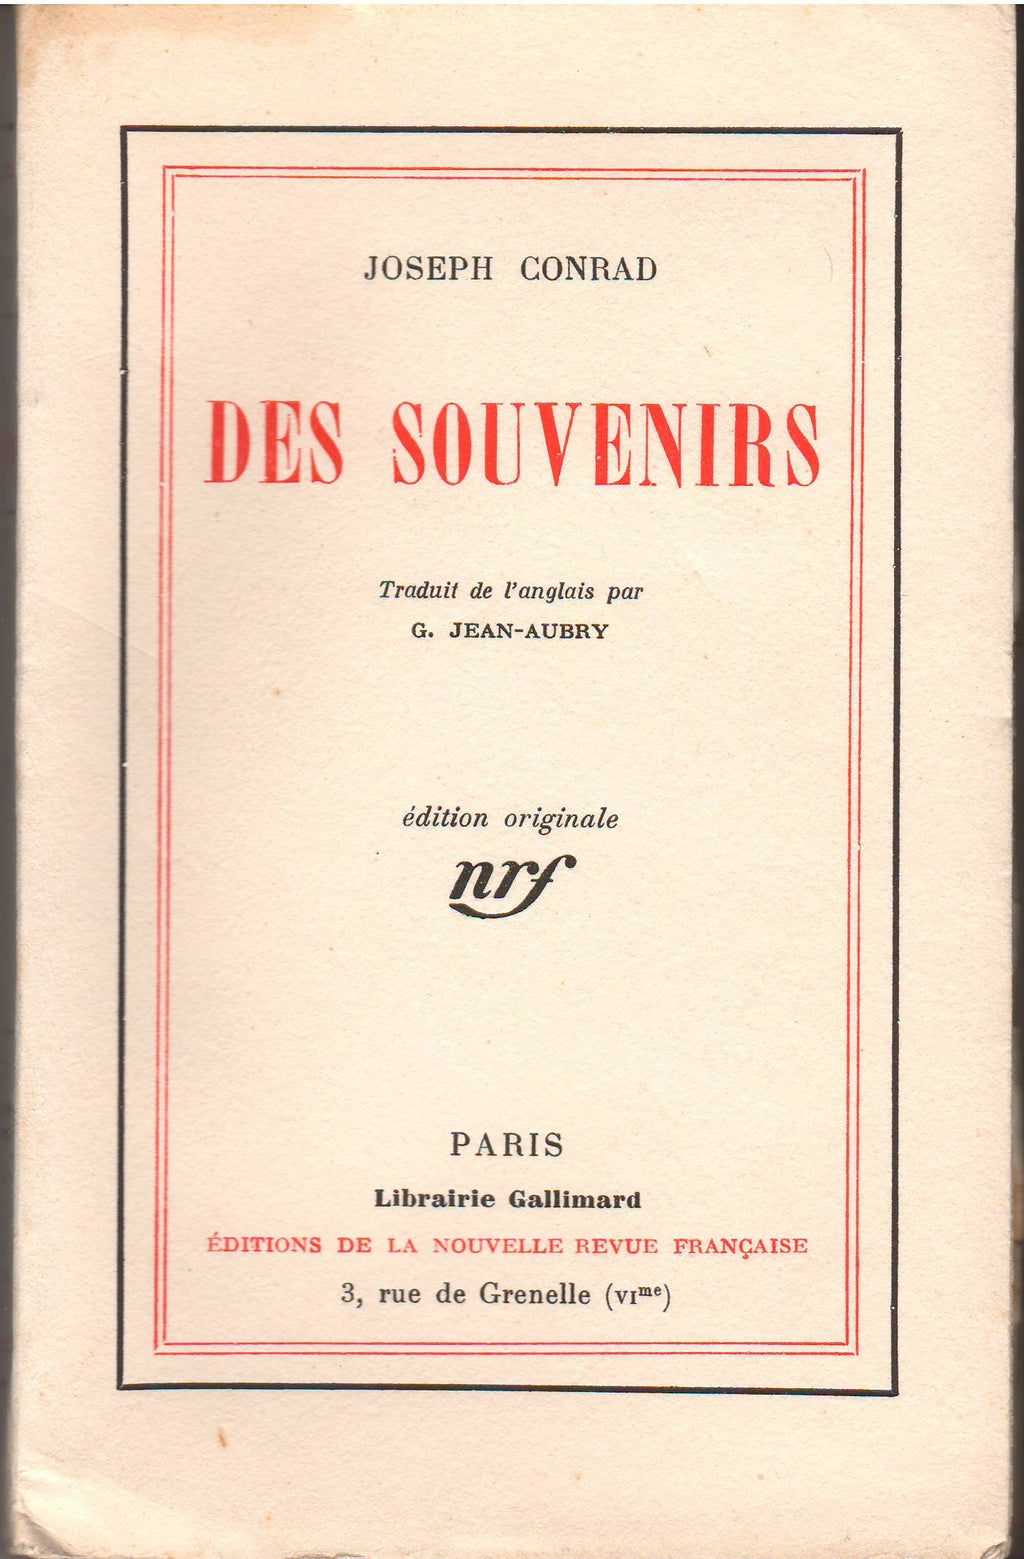 JOSEPH CONRAD
DES SOUVENIRS
Traduit de l'anglais par
G. JEAN-AUBRY
édition originale
nrf
PARIS
Librairie Gallimard
ÉDITIONS DE LA NOUVELLE REVUE FRANÇAISE
3, rue de Grenelle (VIᵐᵉ)